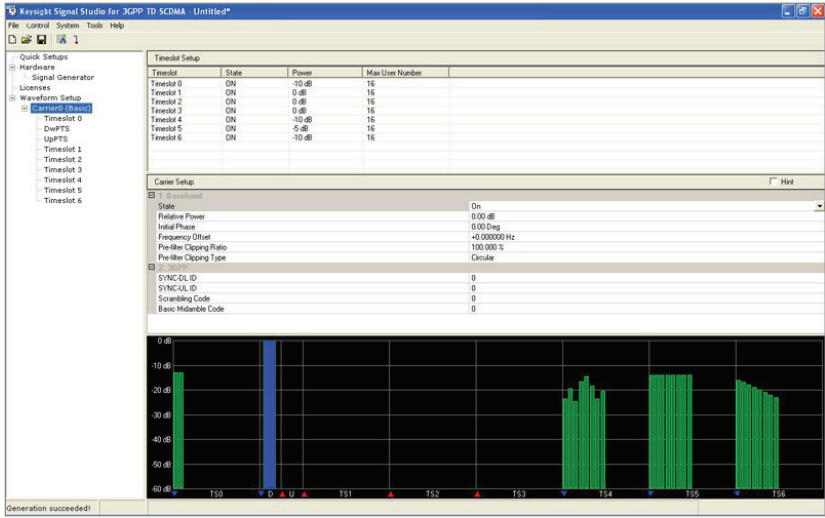 Keysight Signal Studio for 3GPP TD SCDMA - Untitled*
File Control System Tools Help
Quick Setups
Hardware
Signal Generator
Licenses
Waveform Setup
Carrier0 (Basic)
Timeslot 0
DwPTS
UpPTS
Timeslot 1
Timeslot 2
Timeslot 3
Timeslot 4
Timeslot 5
Timeslot 6
Timeslot Setup
Timeslot State Power Max User Number
Timeslot 0 ON -10 dB 16
Timeslot 1 ON 0 dB 16
Timeslot 2 ON 0 dB 16
Timeslot 3 ON 0 dB 16
Timeslot 4 ON -10 dB 16
Timeslot 5 ON -5 dB 16
Timeslot 6 ON -10 dB 16
Carrier Setup Hint
1. Baseband
State On
Relative Power 0.00 dB
Initial Phase 0.00 Deg
Frequency Offset +0.000000 Hz
Pre-filter Clipping Ratio 100.000 %
Pre-filter Clipping Type Circular
2. 3GPP
SYNC-DL ID 0
SYNC-UL ID 0
Scrambling Code 0
Basic Midamble Code 0
0 dB
-10 dB
-20 dB
-30 dB
-40 dB
-50 dB
-60 dB
TS0 D U TS1 TS2 TS3 TS4 TS5 TS6
Generation succeeded!